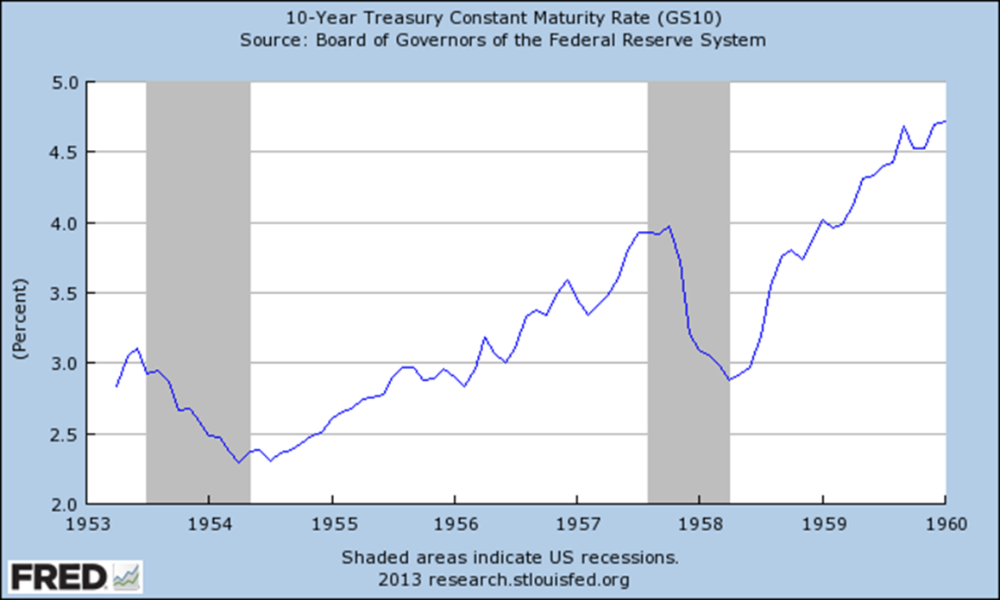 10-Year Treasury Constant Maturity Rate (GS10)
Source: Board of Governors of the Federal Reserve System
5.0
4.5
4.0
3.5
3.0
2.5
2.0
(Percent)
1953 1954 1955 1956 1957 1958 1959 1960
Shaded areas indicate US recessions.
2013 research.stlouisfed.org
FRED